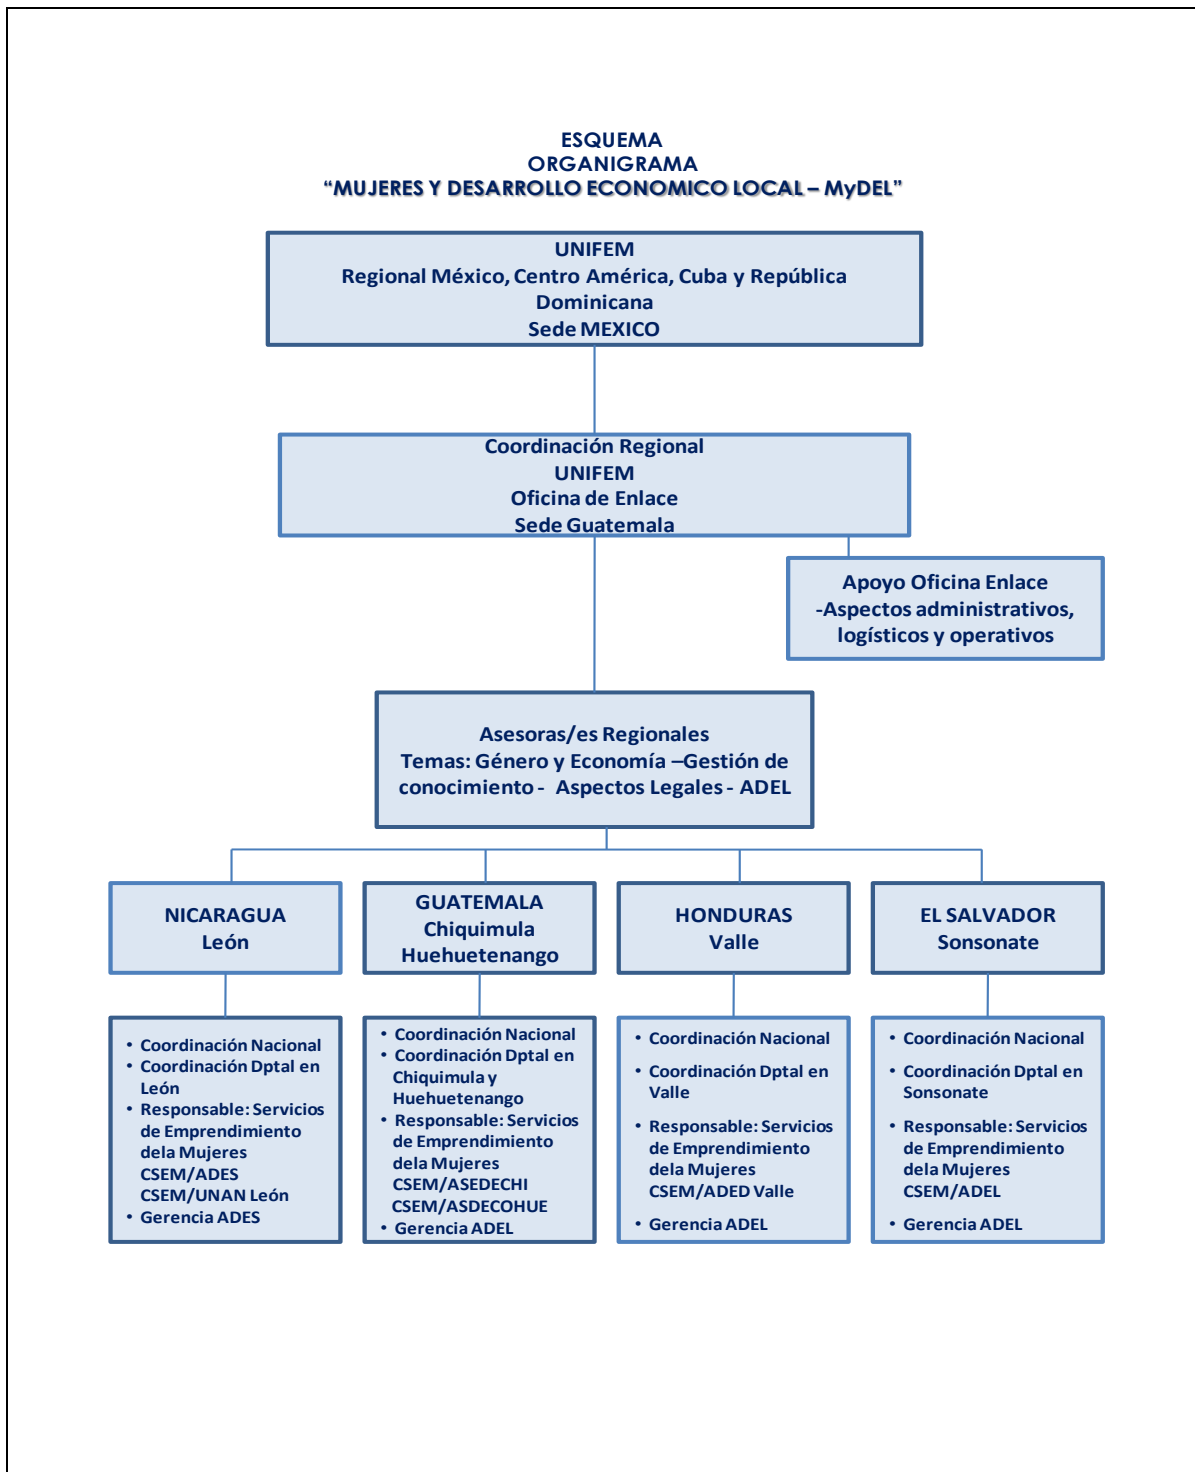 ESQUEMA
ORGANIGRAMA
“MUJERES Y DESARROLLO ECONOMICO LOCAL – MyDEL”
UNIFEM
Regional México, Centro América, Cuba y República
Dominicana
Sede MEXICO
Coordinación Regional
UNIFEM
Oficina de Enlace
Sede Guatemala
Apoyo Oficina Enlace
-Aspectos administrativos,
logísticos y operativos
Asesoras/es Regionales
Temas: Género y Economía –Gestión de
conocimiento - Aspectos Legales - ADEL
NICARAGUA
León
GUATEMALA
Chiquimula
Huehuetenango
HONDURAS
Valle
EL SALVADOR
Sonsonate
• Coordinación Nacional
• Coordinación Dptal en
León
• Responsable: Servicios
de Emprendimiento
dela Mujeres
CSEM/ADES
CSEM/UNAN León
• Gerencia ADES
• Coordinación Nacional
• Coordinación Dptal en
Chiquimula y
Huehuetenango
• Responsable: Servicios
de Emprendimiento
dela Mujeres
CSEM/ASEDECHI
CSEM/ASDECOHUE
• Gerencia ADEL
• Coordinación Nacional
• Coordinación Dptal en
Valle
• Responsable: Servicios
de Emprendimiento
dela Mujeres
CSEM/ADED Valle
• Gerencia ADEL
• Coordinación Nacional
• Coordinación Dptal en
Sonsonate
• Responsable: Servicios
de Emprendimiento
dela Mujeres
CSEM/ADEL
• Gerencia ADEL